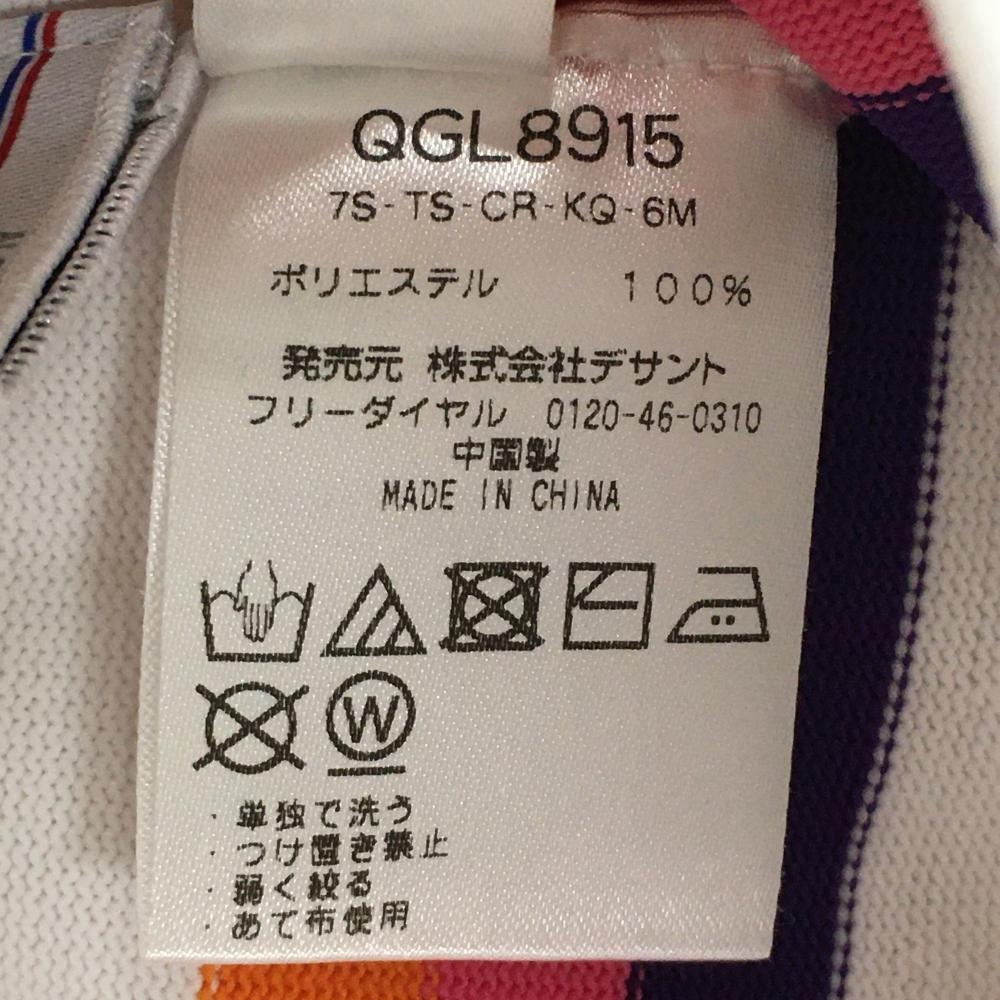 QGL8915
7S-TS-CR-KQ-6M
ポリエステル 100%
発売元 株式会社デサント
フリーダイヤル 0120-46-0310
中国製
MADE IN CHINA
W
・単独で洗う
・つけ置き禁止
・弱く絞る
・あて布使用